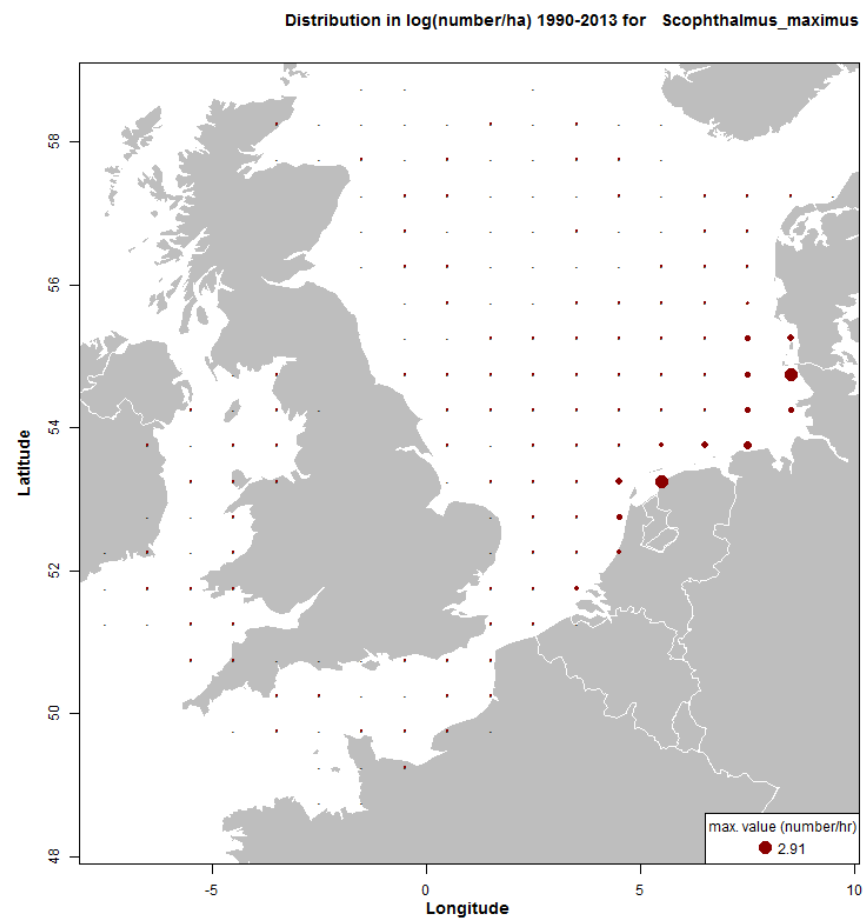 Distribution in log(number/ha) 1990-2013 for Scophthalmus_maximus
58
56
54
52
50
48
Latitude
max. value (number/hr)
2.91
-5
0
5
10
Longitude